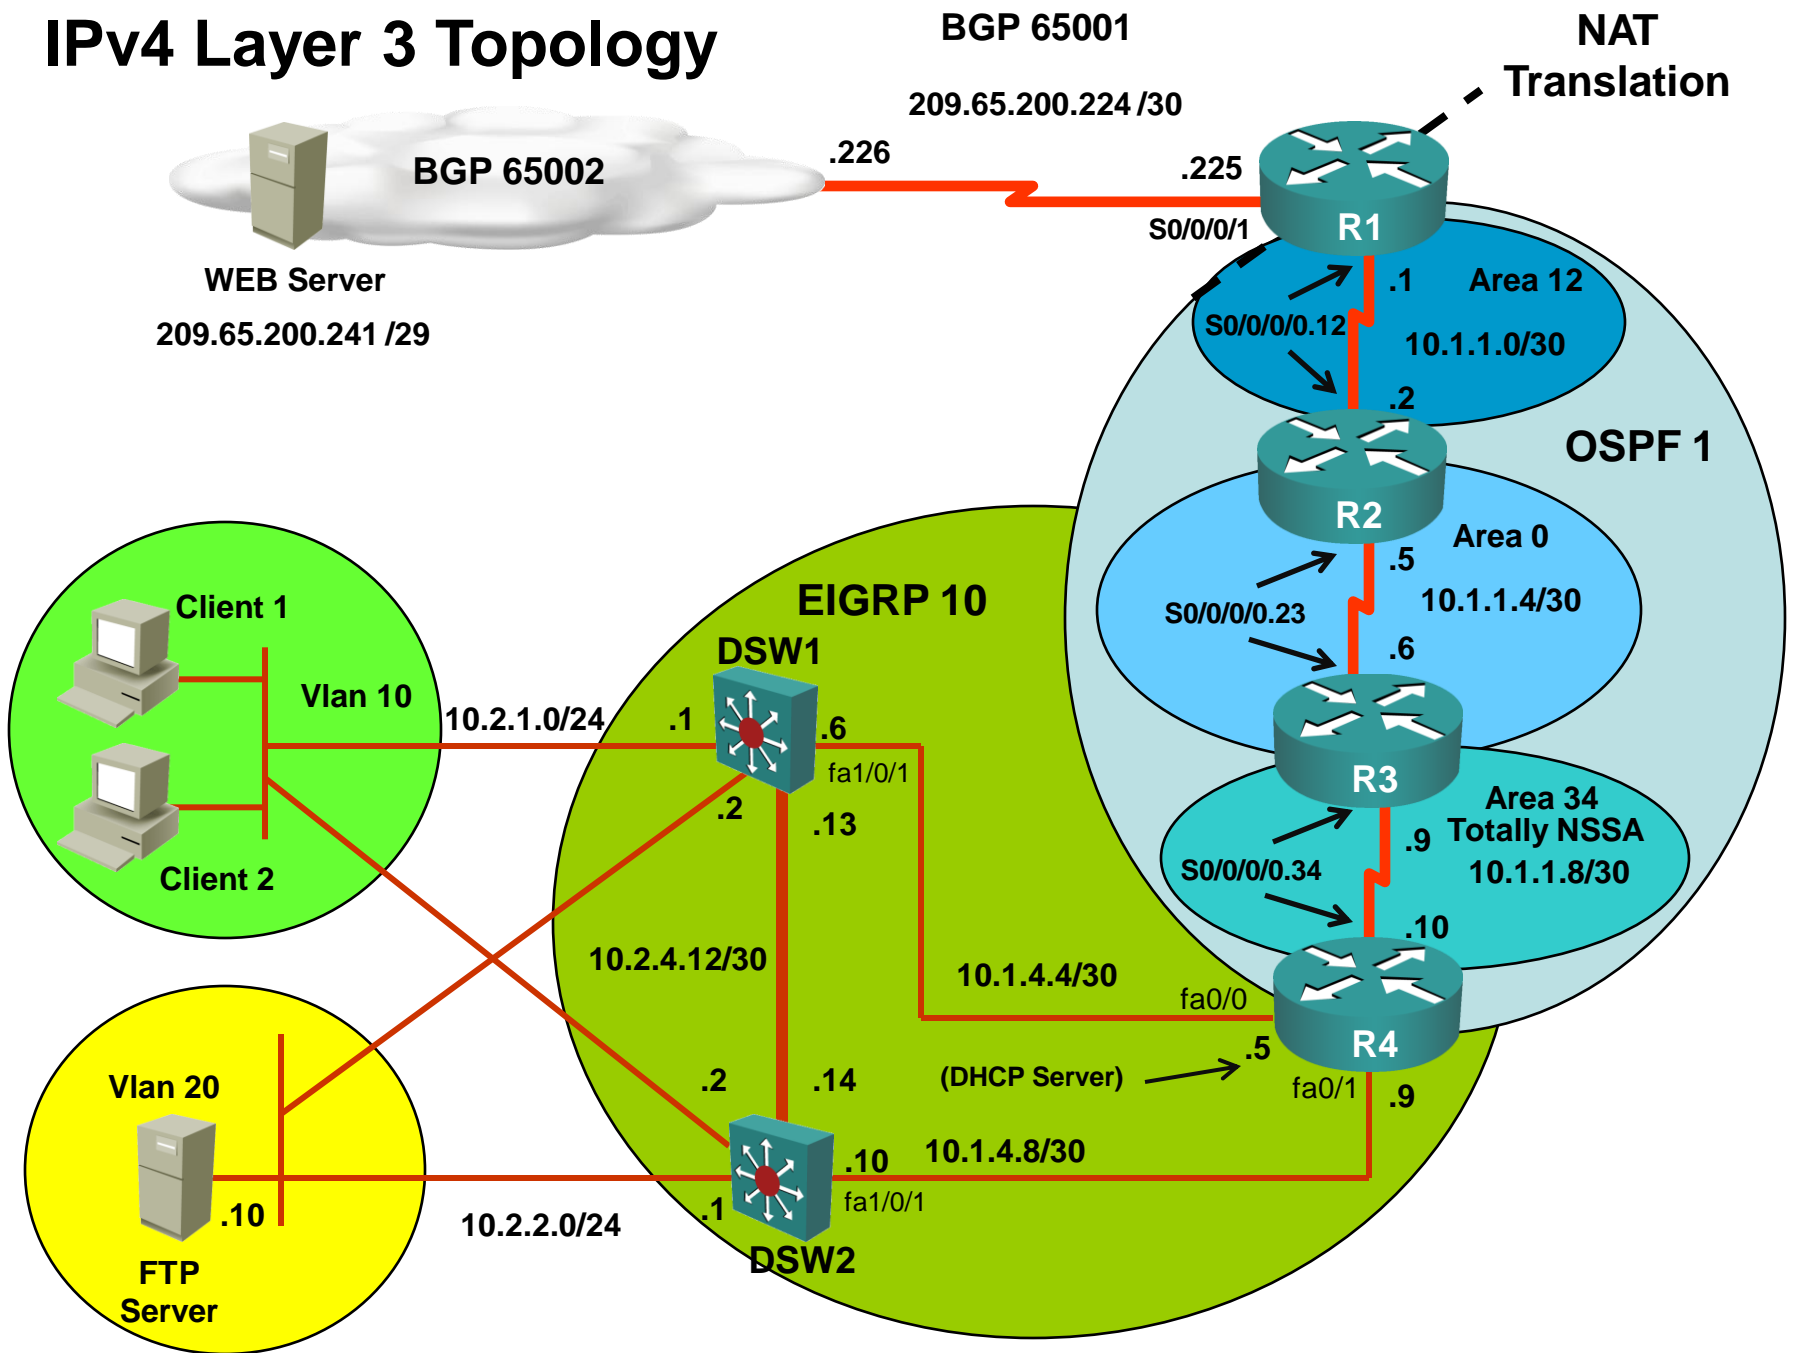 IPv4 Layer 3 Topology
BGP 65001
NAT
Translation
209.65.200.224 /30
BGP 65002
.226
.225
S0/0/0/1
R1
WEB Server
209.65.200.241 /29
.1
Area 12
S0/0/0/0.12
10.1.1.0/30
.2
OSPF 1
R2
Area 0
.5
10.1.1.4/30
S0/0/0/0.23
.6
EIGRP 10
Client 1
DSW1
Vlan 10
10.2.1.0/24
.1
.6
fa1/0/1
R3
.2
.13
Area 34
Totally NSSA
.9
10.1.1.8/30
S0/0/0/0.34
Client 2
.10
10.2.4.12/30
10.1.4.4/30
fa0/0
R4
.5
(DHCP Server)
fa0/1
.9
Vlan 20
.2
.14
.10
10.1.4.8/30
fa1/0/1
.10
.1
10.2.2.0/24
DSW2
FTP
Server